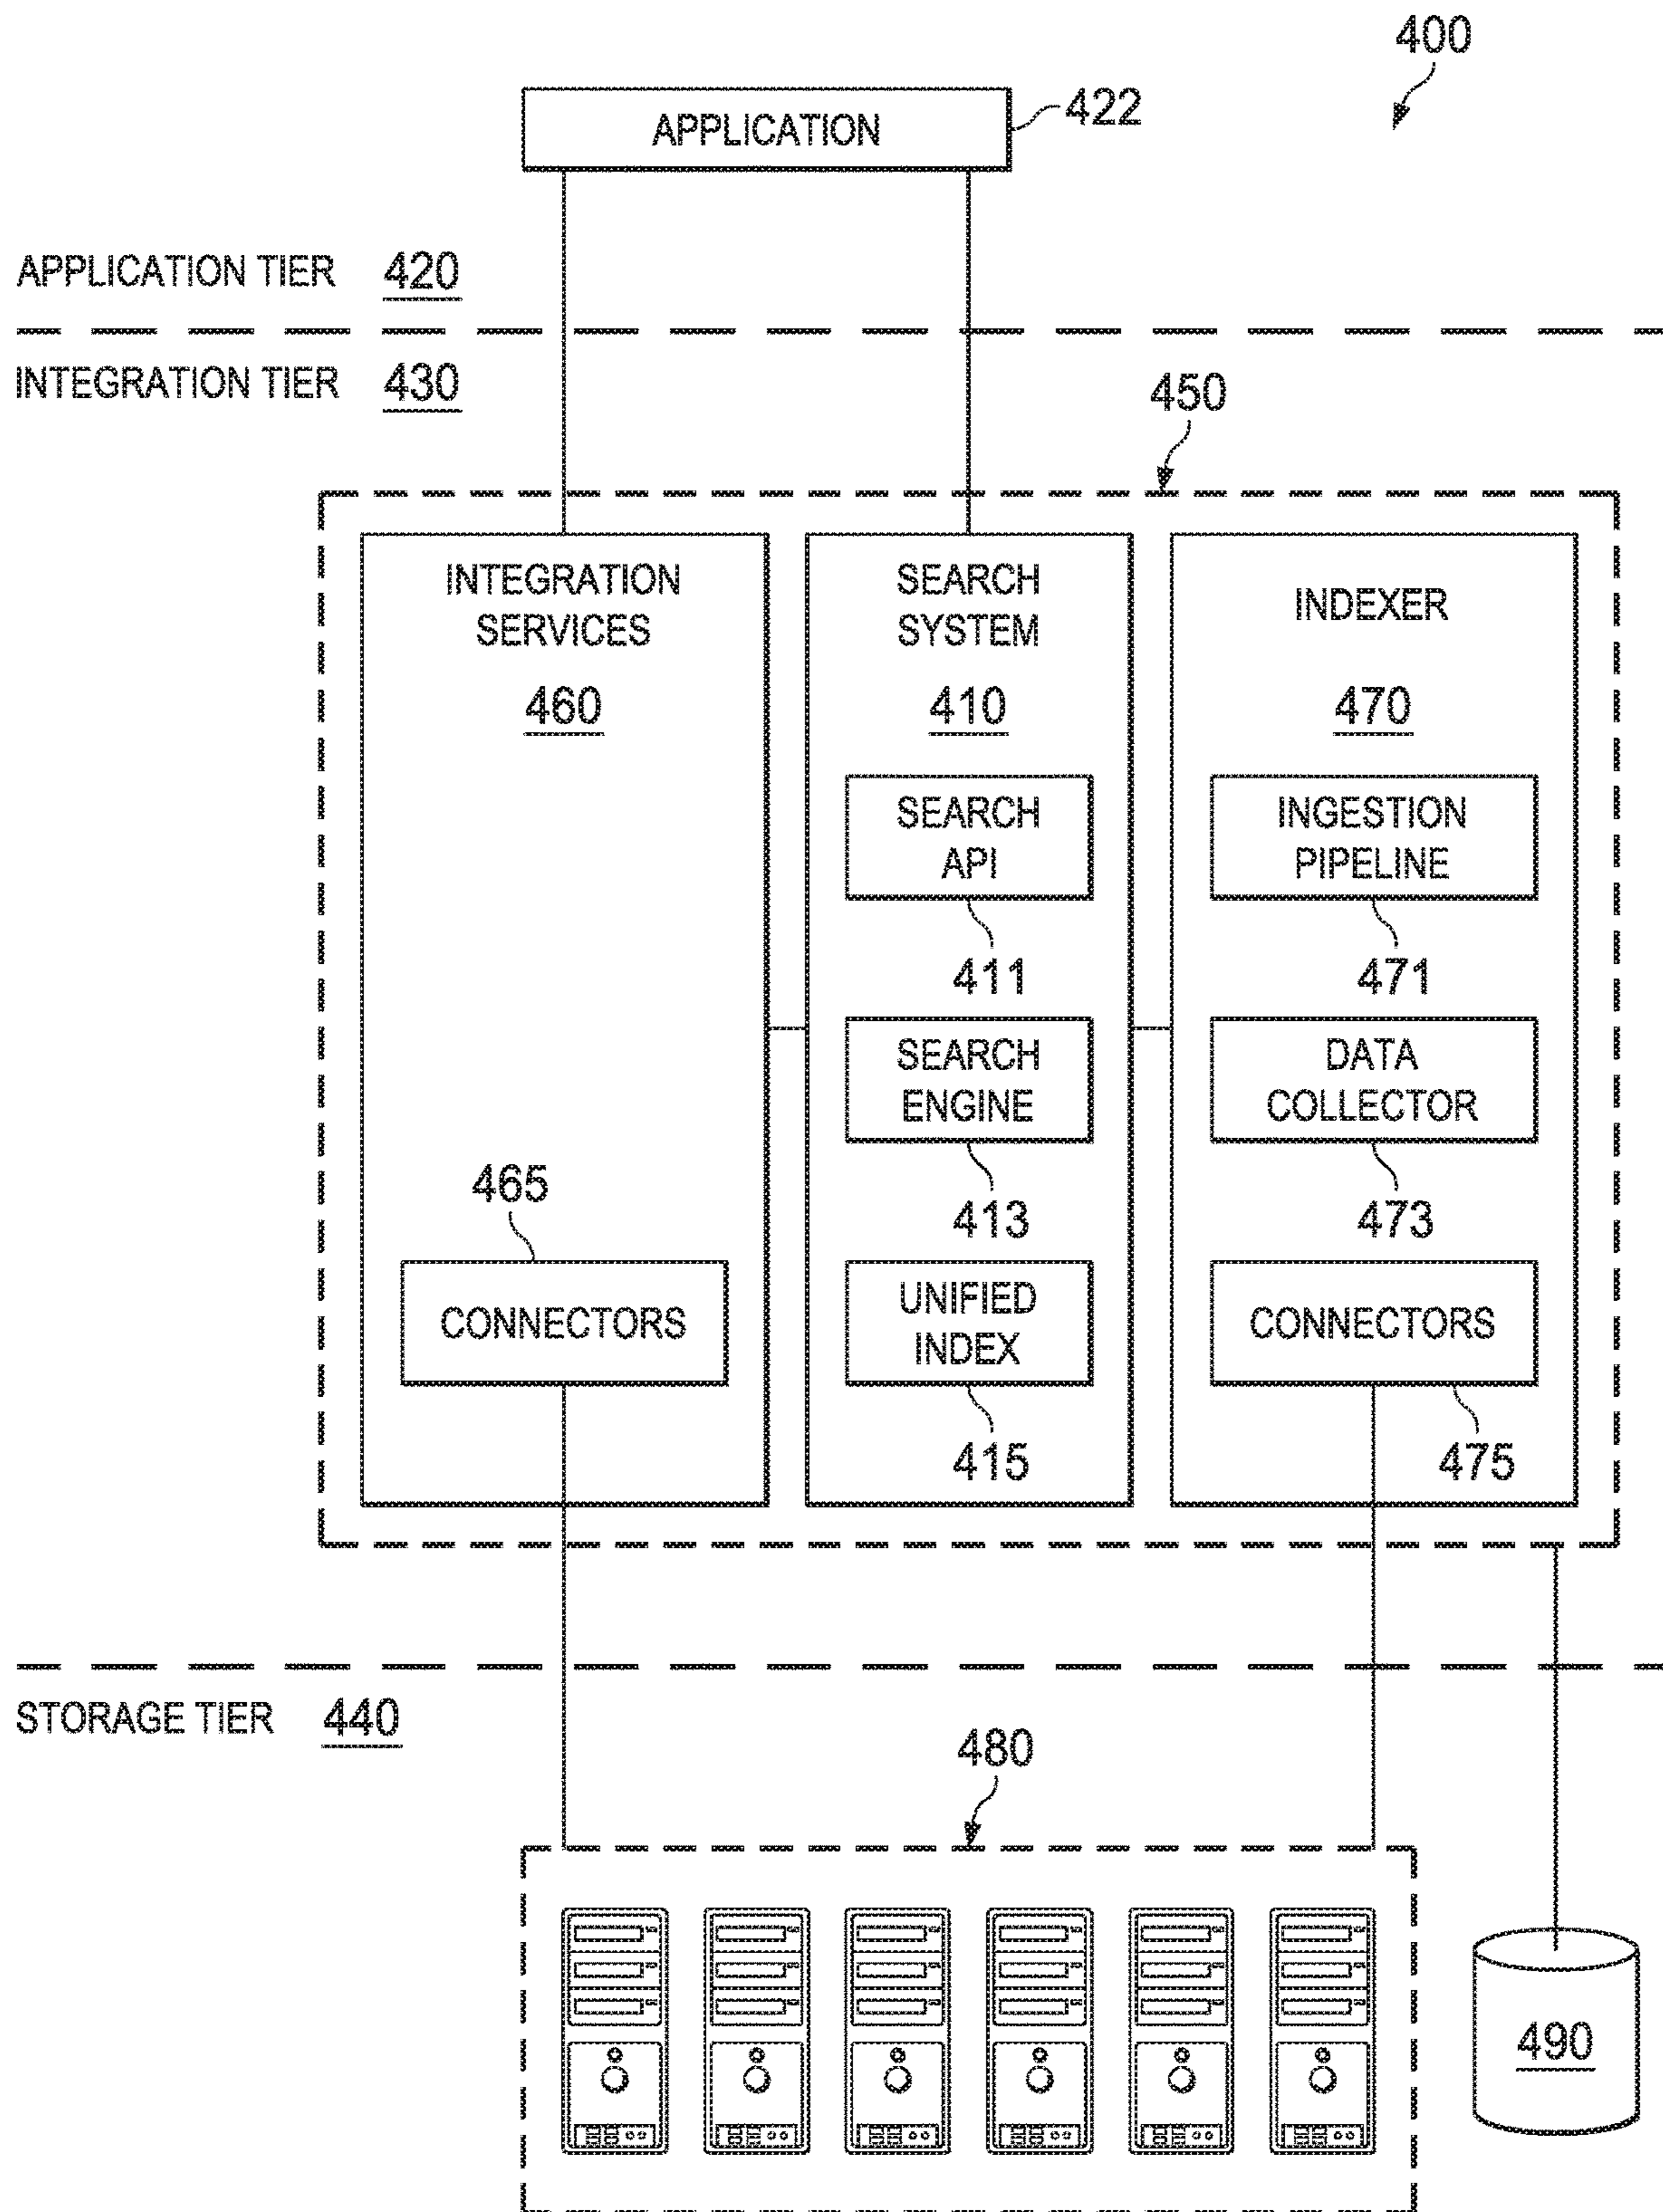 400
APPLICATION
422
APPLICATION TIER 420
INTEGRATION TIER 430
450
INTEGRATION
SERVICES
460
CONNECTORS
465
SEARCH
SYSTEM
410
SEARCH
API
411
SEARCH
ENGINE
413
UNIFIED
INDEX
415
INDEXER
470
INGESTION
PIPELINE
471
DATA
COLLECTOR
473
CONNECTORS
475
STORAGE TIER 440
480
490